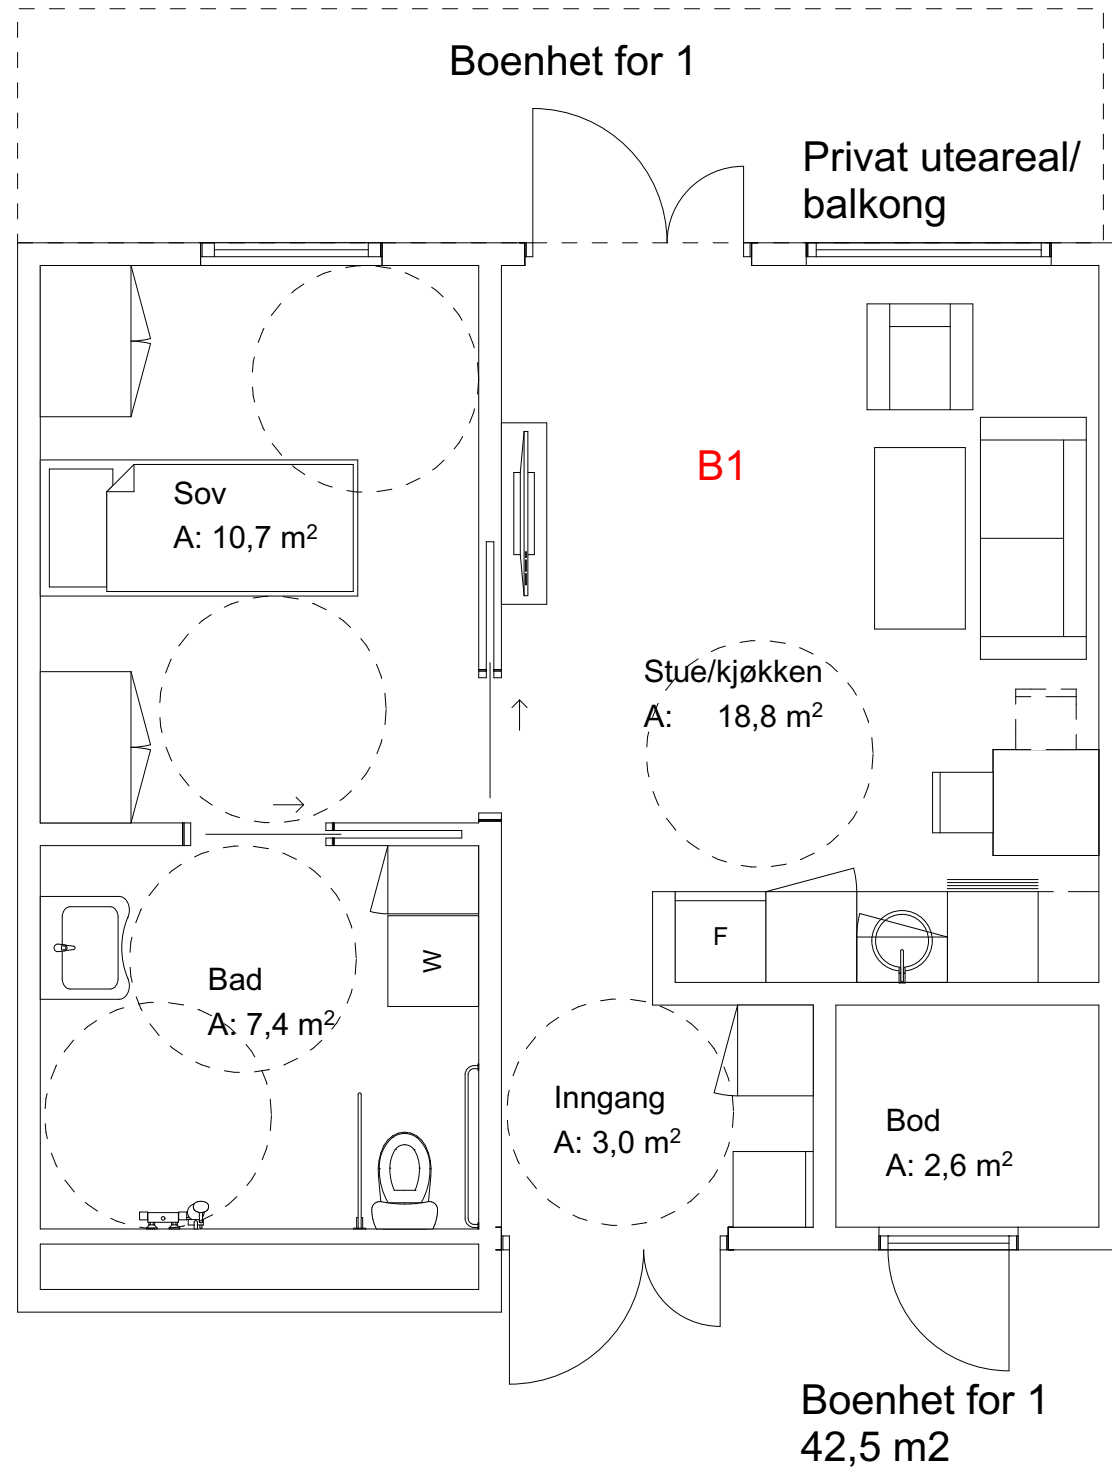 Boenhet for 1
Privat uteareal/
balkong
B1
Sov
A: 10,7 m²
Stue/kjøkken
A: 18,8 m²
F
W
Bad
A: 7,4 m²
Inngang
A: 3,0 m²
Bod
A: 2,6 m²
Boenhet for 1
42,5 m2